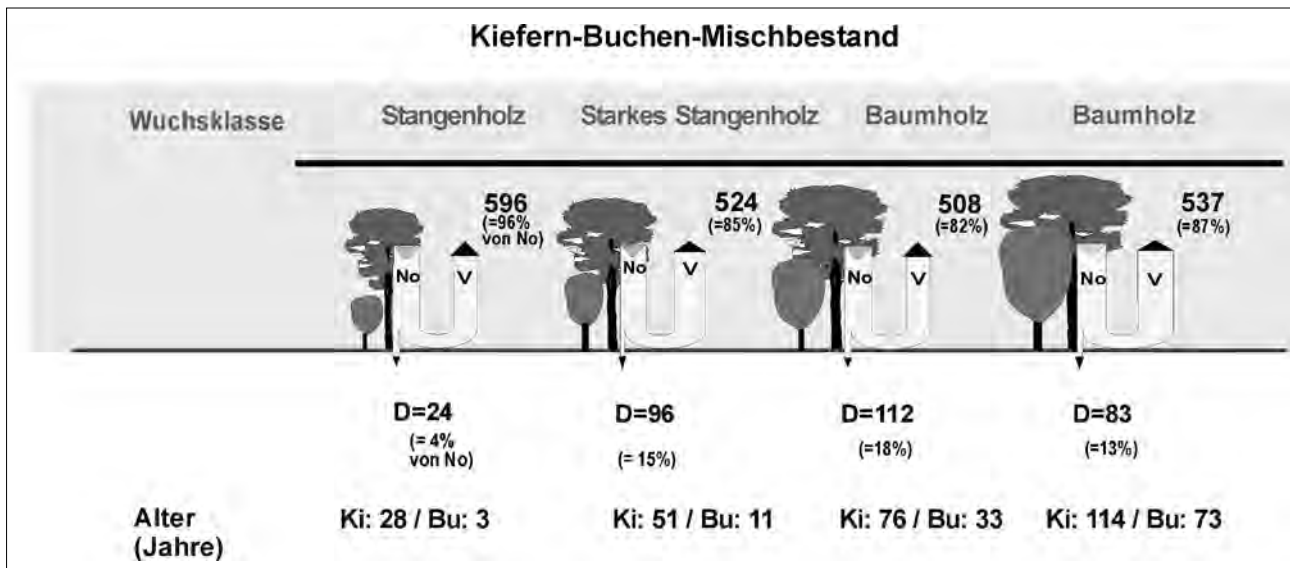 Kiefern-Buchen-Mischbestand
Wuchsklasse Stangenholz Starkes Stangenholz Baumholz Baumholz
596 524 508 537
(=96% (=85%) (=82%) (=87%)
von No)
No V No V No V No V
D=24 D=96 D=112 D=83
(= 4% (= 15%) (=18%) (=13%)
von No)
Alter Ki: 28 / Bu: 3 Ki: 51 / Bu: 11 Ki: 76 / Bu: 33 Ki: 114 / Bu: 73
(Jahre)